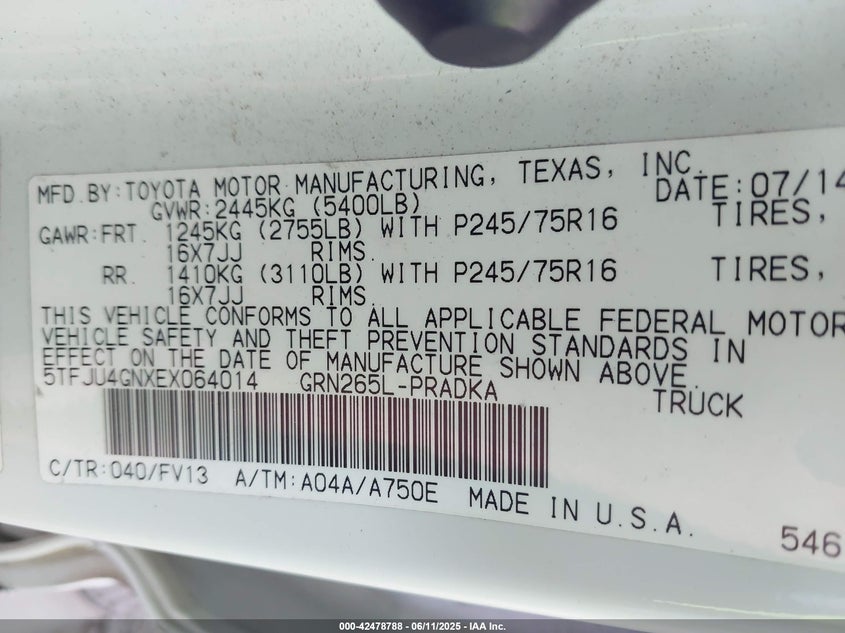 MFD.BY:TOYOTA MOTOR MANUFACTURING, TEXAS, INC. DATE:07/14
GVWR:2445KG (5400LB)
GAWR:FRT. 1245KG (2755LB) WITH P245/75R16 TIRES,
16X7JJ RIMS.
RR. 1410KG (3110LB) WITH P245/75R16 TIRES,
16X7JJ RIMS.
THIS VEHICLE CONFORMS TO ALL APPLICABLE FEDERAL MOTOR
VEHICLE SAFETY AND THEFT PREVENTION STANDARDS IN
EFFECT ON THE DATE OF MANUFACTURE SHOWN ABOVE.
5TFJU4GNXEX064014 GRN265L-PRADKA TRUCK
C/TR:040/FV13 A/TM:A04A/A750E MADE IN U.S.A. 546
000-42478788 - 06/11/2025 - IAA Inc.